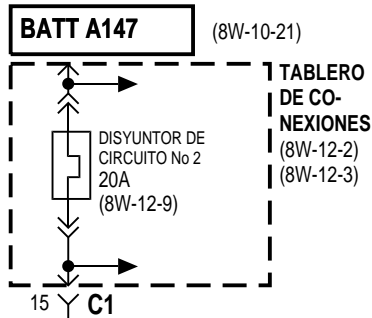 BATT A147
(8W-10-21)
TABLERO
DE CO-
NEXIONES
(8W-12-2)
(8W-12-3)
DISYUNTOR DE
CIRCUITO No 2
20A
(8W-12-9)
15 C1